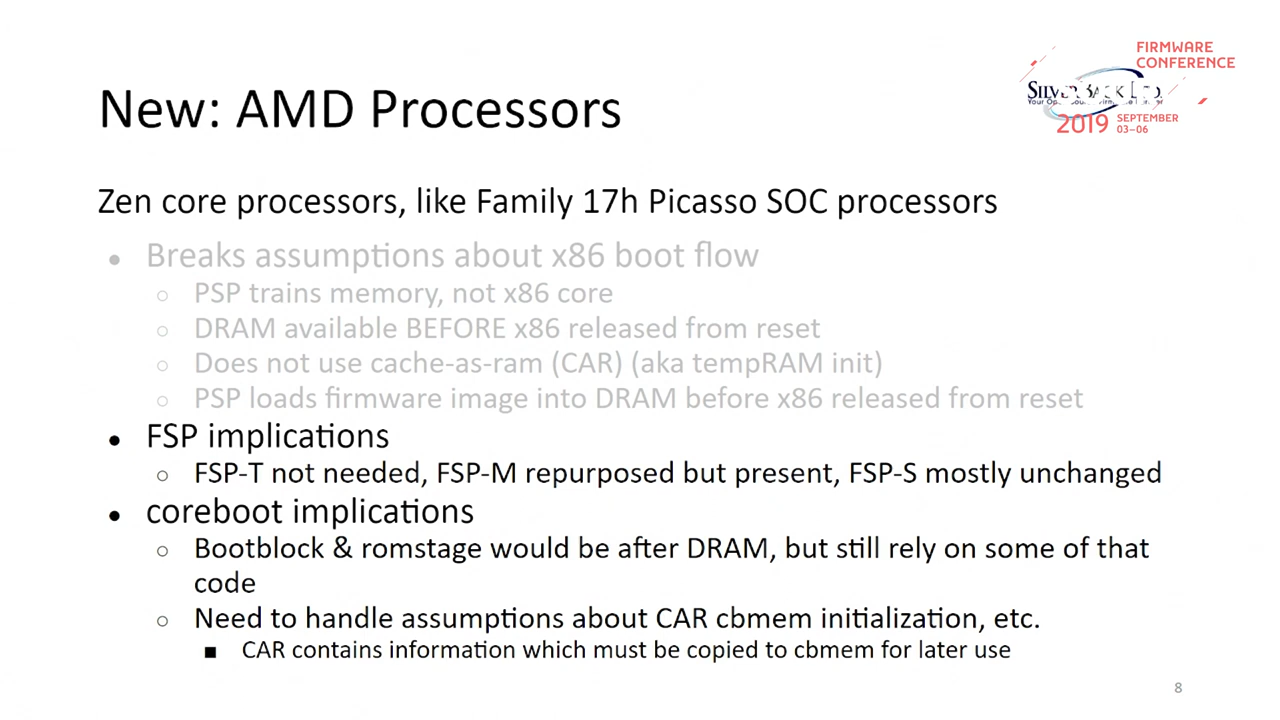 FIRMWARE
CONFERENCE
2019 SEPTEMBER
03–06
New: AMD Processors
Zen core processors, like Family 17h Picasso SOC processors
● Breaks assumptions about x86 boot flow
○ PSP trains memory, not x86 core
○ DRAM available BEFORE x86 released from reset
○ Does not use cache-as-ram (CAR) (aka tempRAM init)
○ PSP loads firmware image into DRAM before x86 released from reset
● FSP implications
○ FSP-T not needed, FSP-M repurposed but present, FSP-S mostly unchanged
● coreboot implications
○ Bootblock & romstage would be after DRAM, but still rely on some of that
code
○ Need to handle assumptions about CAR cbmem initialization, etc.
■ CAR contains information which must be copied to cbmem for later use
8